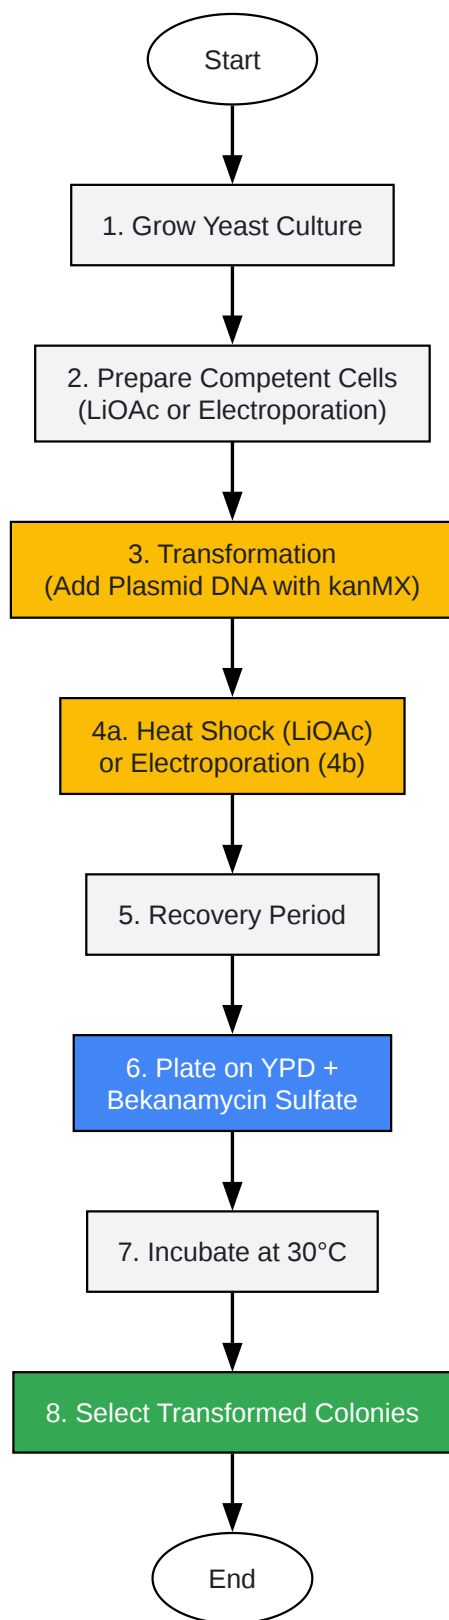 Start
1. Grow Yeast Culture
2. Prepare Competent Cells
(LiOAc or Electroporation)
3. Transformation
(Add Plasmid DNA with kanMX)
4a. Heat Shock (LiOAc)
or Electroporation (4b)
5. Recovery Period
6. Plate on YPD +
Bekanamycin Sulfate
7. Incubate at 30°C
8. Select Transformed Colonies
End